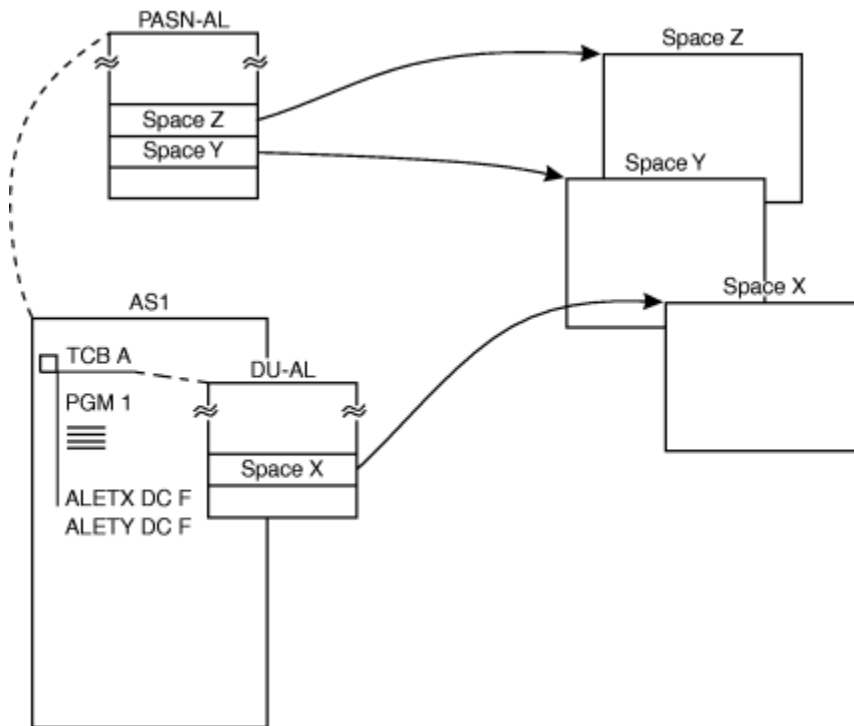 PASN-AL
Space Z
Space Z
Space Y
Space Y
AS1
Space X
TCB A
DU-AL
PGM 1
Space X
ALETX DC F
ALETY DC F